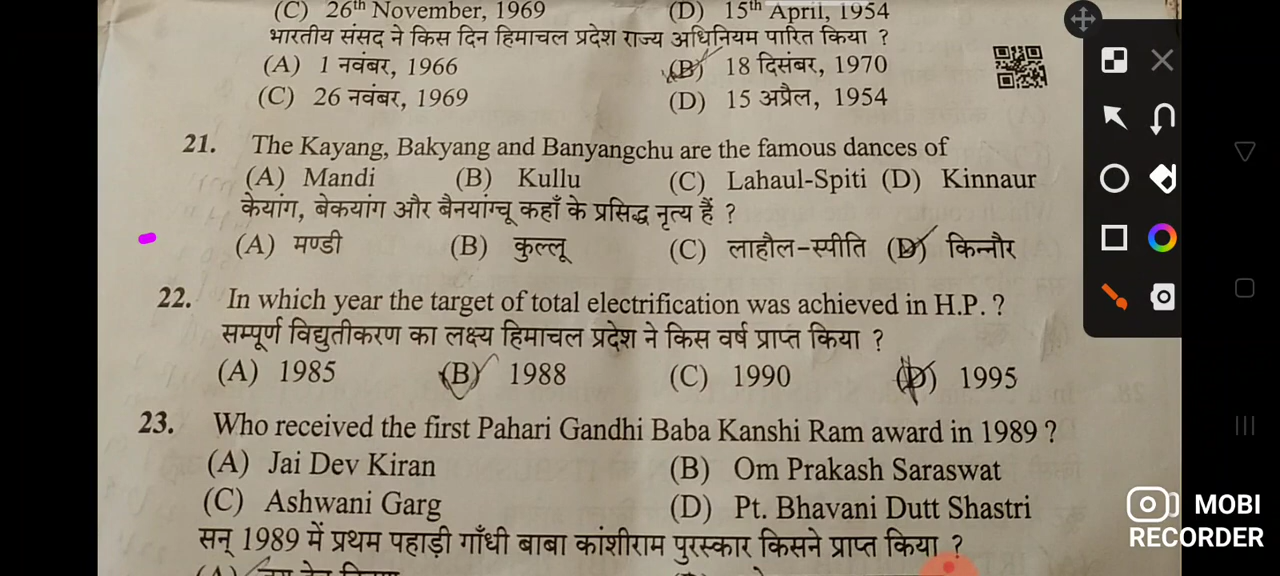 (C) 26th November, 1969 (D) 15th April, 1954
भारतीय संसद ने किस दिन हिमाचल प्रदेश राज्य अधिनियम पारित किया ?
(A) 1 नवंबर, 1966 (B) 18 दिसंबर, 1970
(C) 26 नवंबर, 1969 (D) 15 अप्रैल, 1954
21. The Kayang, Bakyang and Banyangchu are the famous dances of
(A) Mandi (B) Kullu (C) Lahaul-Spiti (D) Kinnaur
केयांग, बेकयांग और बैनयांग्चू कहाँ के प्रसिद्ध नृत्य हैं ?
(A) मण्डी (B) कुल्लू (C) लाहौल-स्पीति (D) किन्नौर
22. In which year the target of total electrification was achieved in H.P. ?
सम्पूर्ण विद्युतीकरण का लक्ष्य हिमाचल प्रदेश ने किस वर्ष प्राप्त किया ?
(A) 1985 (B) 1988 (C) 1990 (D) 1995
23. Who received the first Pahari Gandhi Baba Kanshi Ram award in 1989 ?
(A) Jai Dev Kiran (B) Om Prakash Saraswat
(C) Ashwani Garg (D) Pt. Bhavani Dutt Shastri
सन् 1989 में प्रथम पहाड़ी गाँधी बाबा कांशीराम पुरस्कार किसने प्राप्त किया ?
MOBI
RECORDER